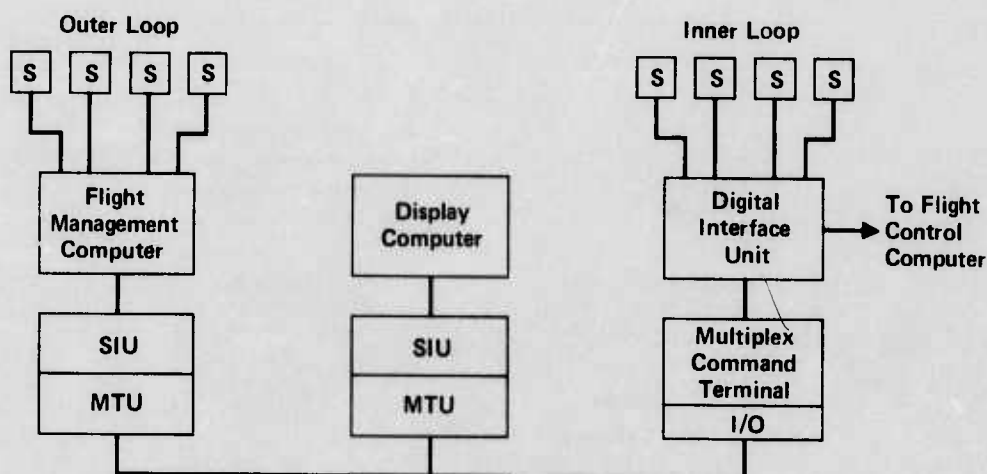 Outer Loop
Inner Loop
S S S S
S S S S
Flight
Management
Computer
Display
Computer
Digital
Interface
Unit
To Flight
Control
Computer
SIU
MTU
SIU
MTU
Multiplex
Command
Terminal
I/O